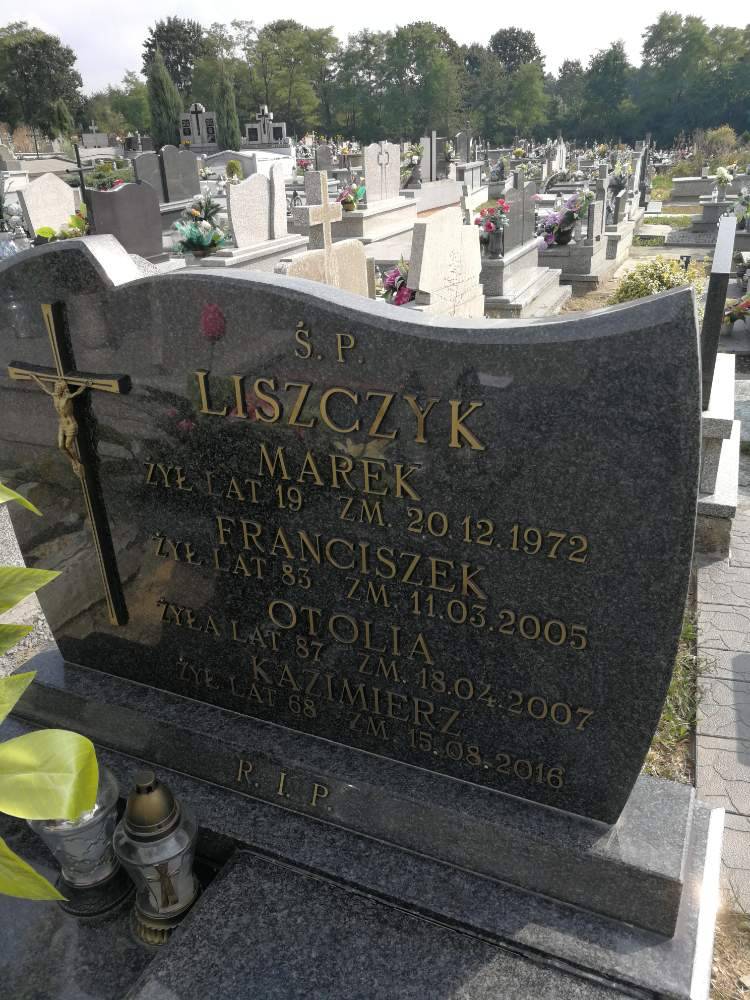 Ś. P.
LISZCZYK
MAREK
ŻYŁ LAT 19 ZM. 20.12.1972
FRANCISZEK
ŻYŁ LAT 83 ZM. 11.03.2005
OTOLIA
ŻYŁA LAT 87 ZM. 18.04.2007
KAZIMIERZ
ŻYŁ LAT 68 ZM. 15.08.2016
R. I. P.